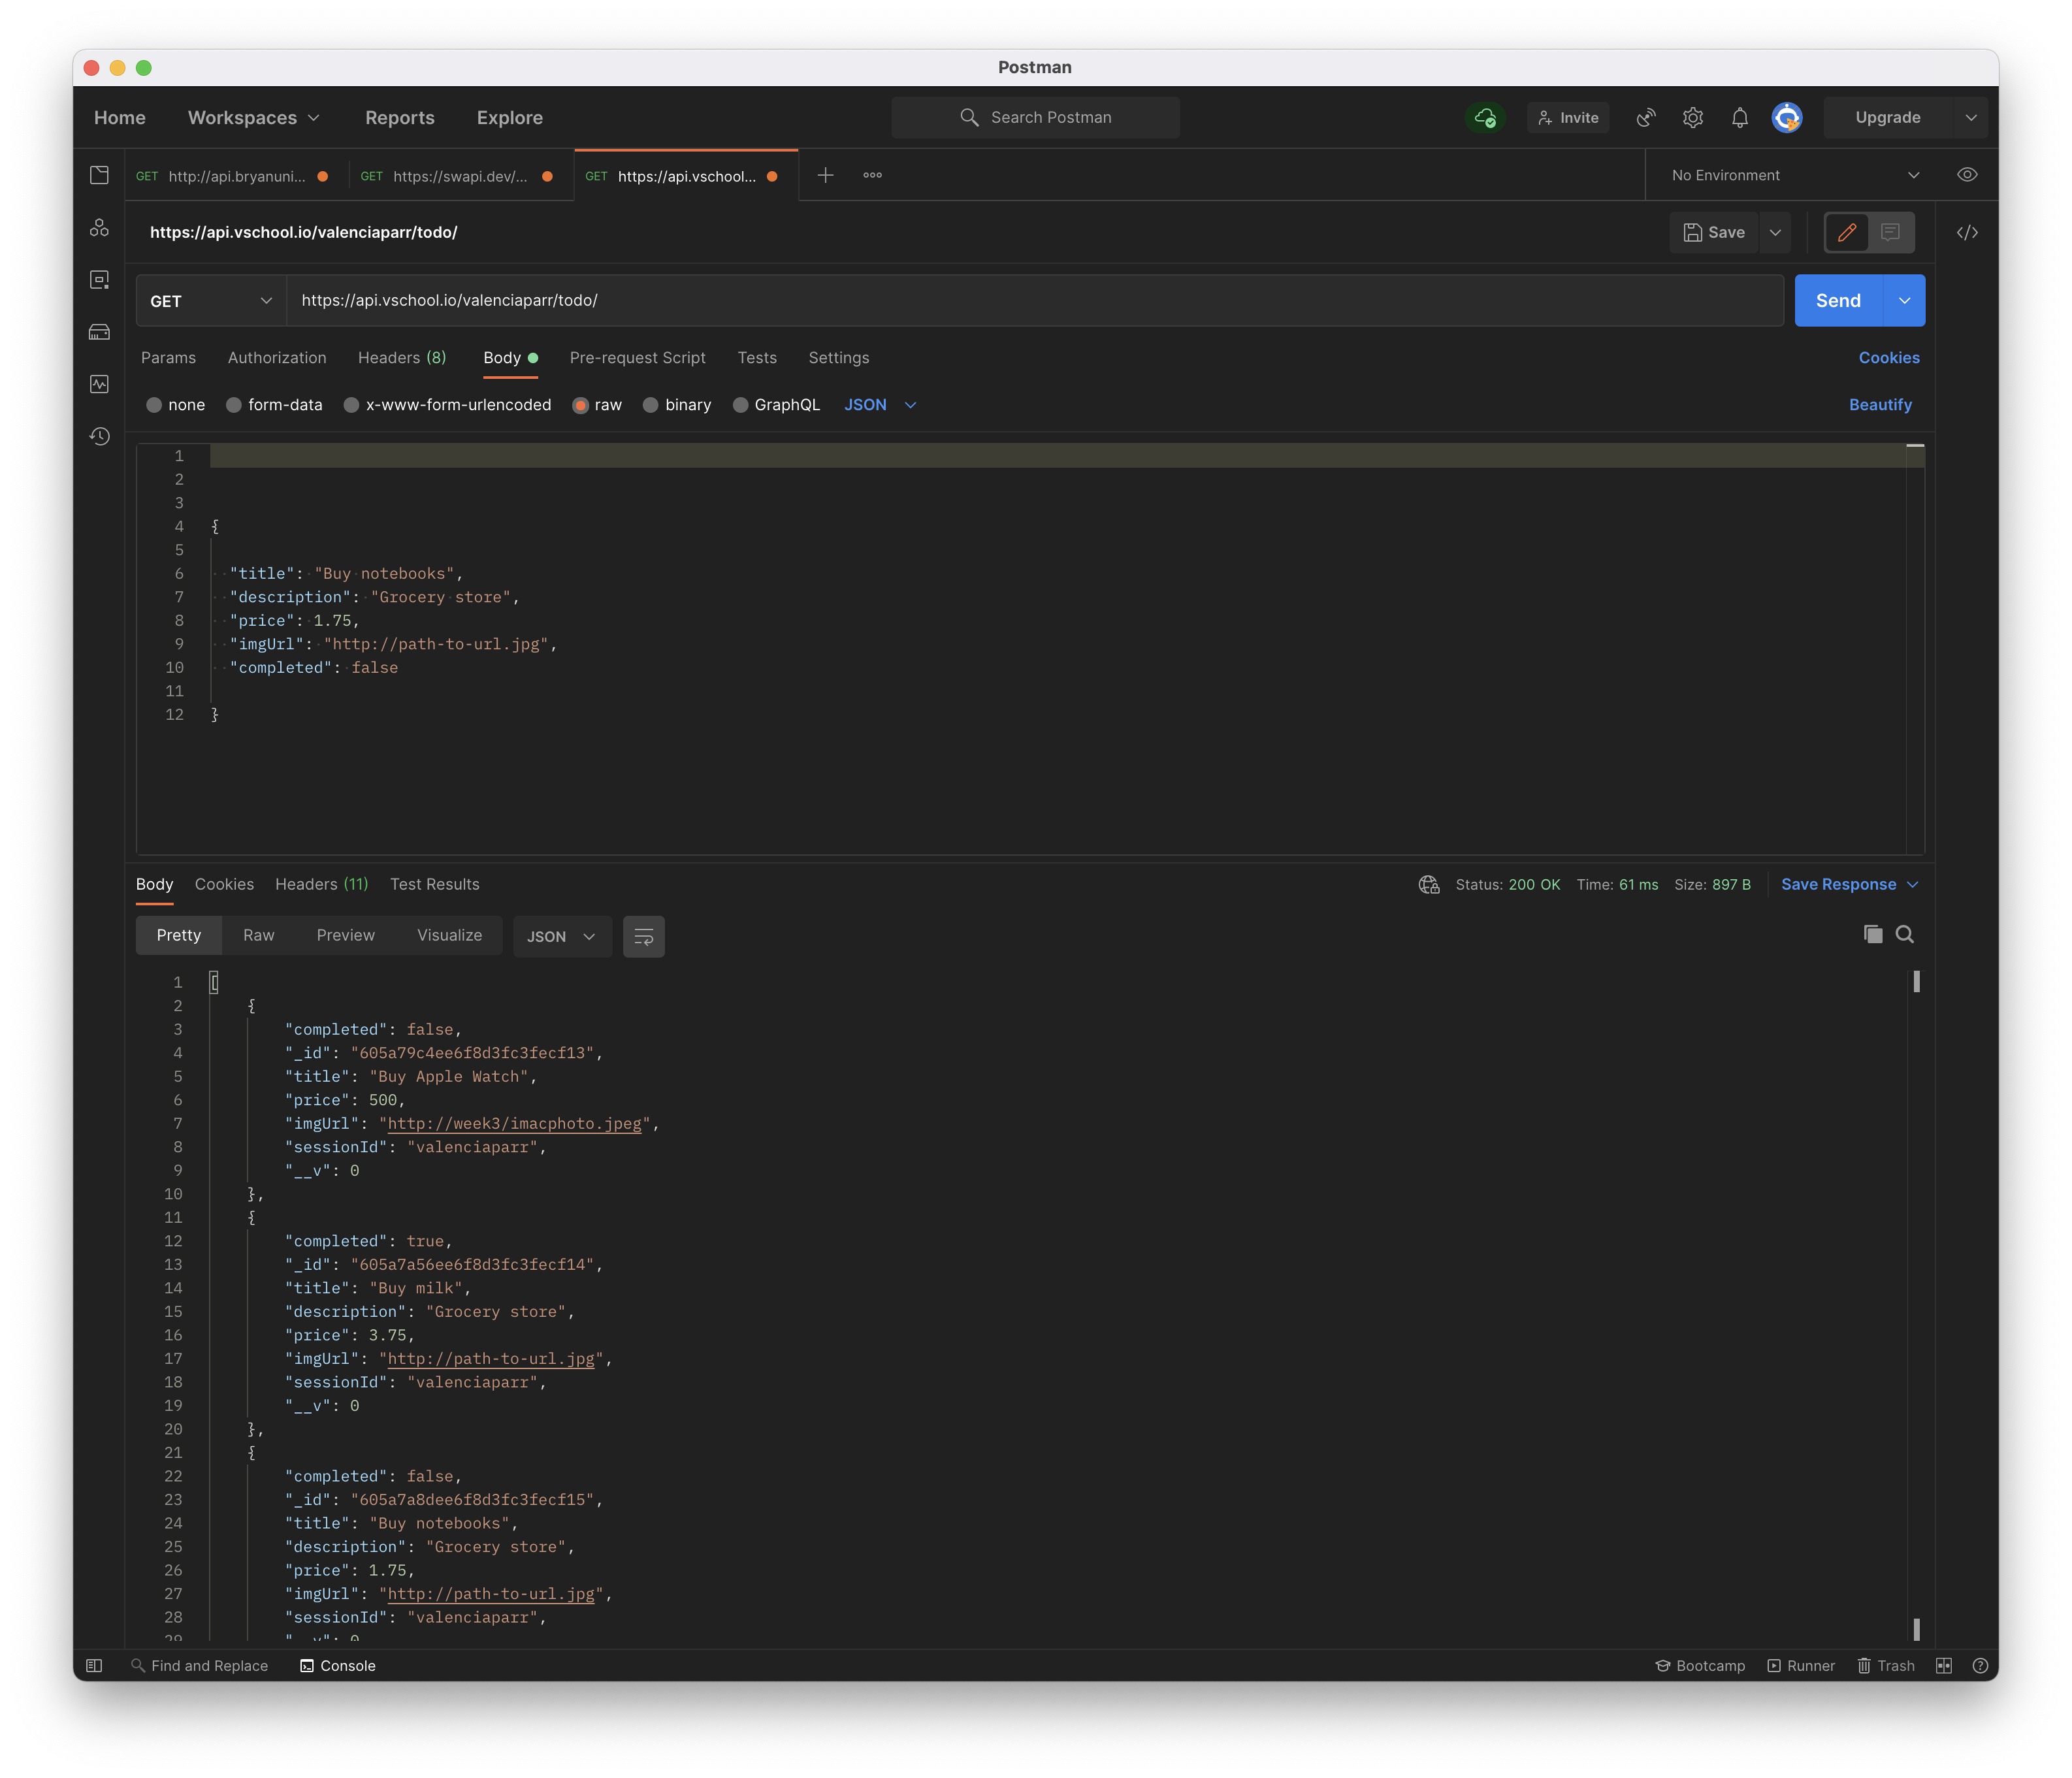 Postman
Home Workspaces Reports Explore Search Postman Invite Upgrade
GET http://api.bryanuni... GET https://swapi.dev/... GET https://api.vschool... No Environment
https://api.vschool.io/valenciaparr/todo/ Save
GET https://api.vschool.io/valenciaparr/todo/ Send
Params Authorization Headers (8) Body Pre-request Script Tests Settings Cookies
none form-data x-www-form-urlencoded raw binary GraphQL JSON Beautify
1
2
3
4 {
5
6 "title": "Buy notebooks",
7 "description": "Grocery store",
8 "price": 1.75,
9 "imgUrl": "http://path-to-url.jpg",
10 "completed": false
11
12 }
Body Cookies Headers (11) Test Results Status: 200 OK Time: 61 ms Size: 897 B Save Response
Pretty Raw Preview Visualize JSON
1 [
2 {
3 "completed": false,
4 "_id": "605a79c4ee6f8d3fc3fecf13",
5 "title": "Buy Apple Watch",
6 "price": 500,
7 "imgUrl": "http://week3/imacphoto.jpeg",
8 "sessionId": "valenciaparr",
9 "__v": 0
10 },
11 {
12 "completed": true,
13 "_id": "605a7a56ee6f8d3fc3fecf14",
14 "title": "Buy milk",
15 "description": "Grocery store",
16 "price": 3.75,
17 "imgUrl": "http://path-to-url.jpg",
18 "sessionId": "valenciaparr",
19 "__v": 0
20 },
21 {
22 "completed": false,
23 "_id": "605a7a8dee6f8d3fc3fecf15",
24 "title": "Buy notebooks",
25 "description": "Grocery store",
26 "price": 1.75,
27 "imgUrl": "http://path-to-url.jpg",
28 "sessionId": "valenciaparr",
29 "__v": 0
Find and Replace Console Bootcamp Runner Trash